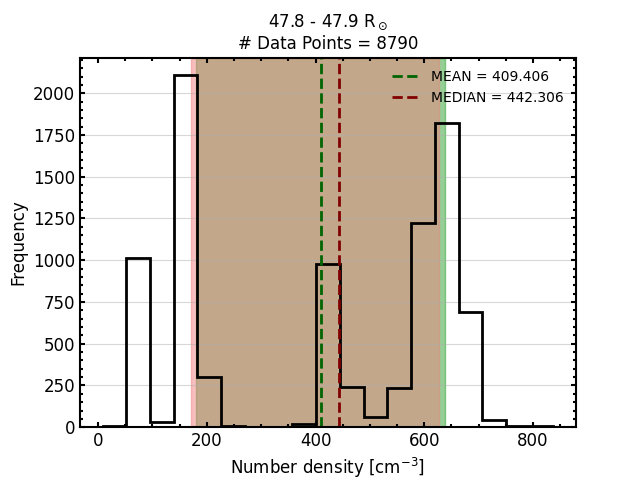 47.8 - 47.9 R⊙
# Data Points = 8790
MEAN = 409.406
MEDIAN = 442.306
Frequency
2000
1750
1500
1250
1000
750
500
250
0
0 200 400 600 800
Number density [cm⁻³]